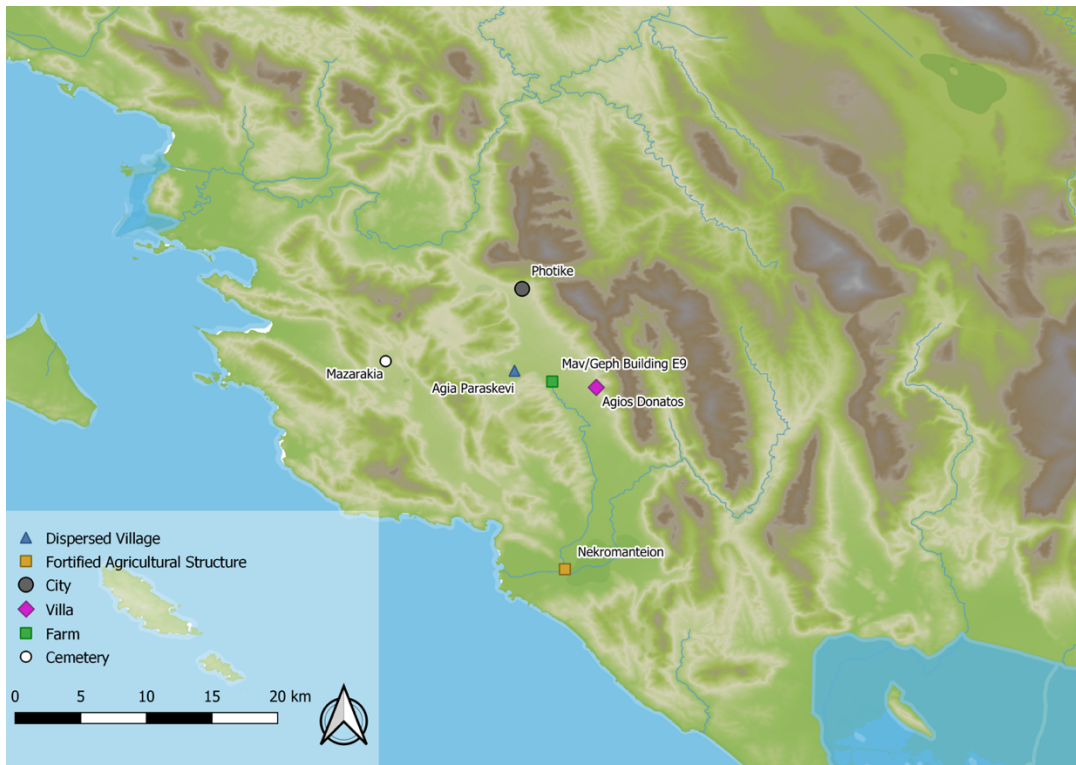 Photike
Mazarakia
Mav/Geph Building E9
Agia Paraskevi
Agios Donatos
Nekromanteion
Dispersed Village
Fortified Agricultural Structure
City
Villa
Farm
Cemetery
0 5 10 15 20 km